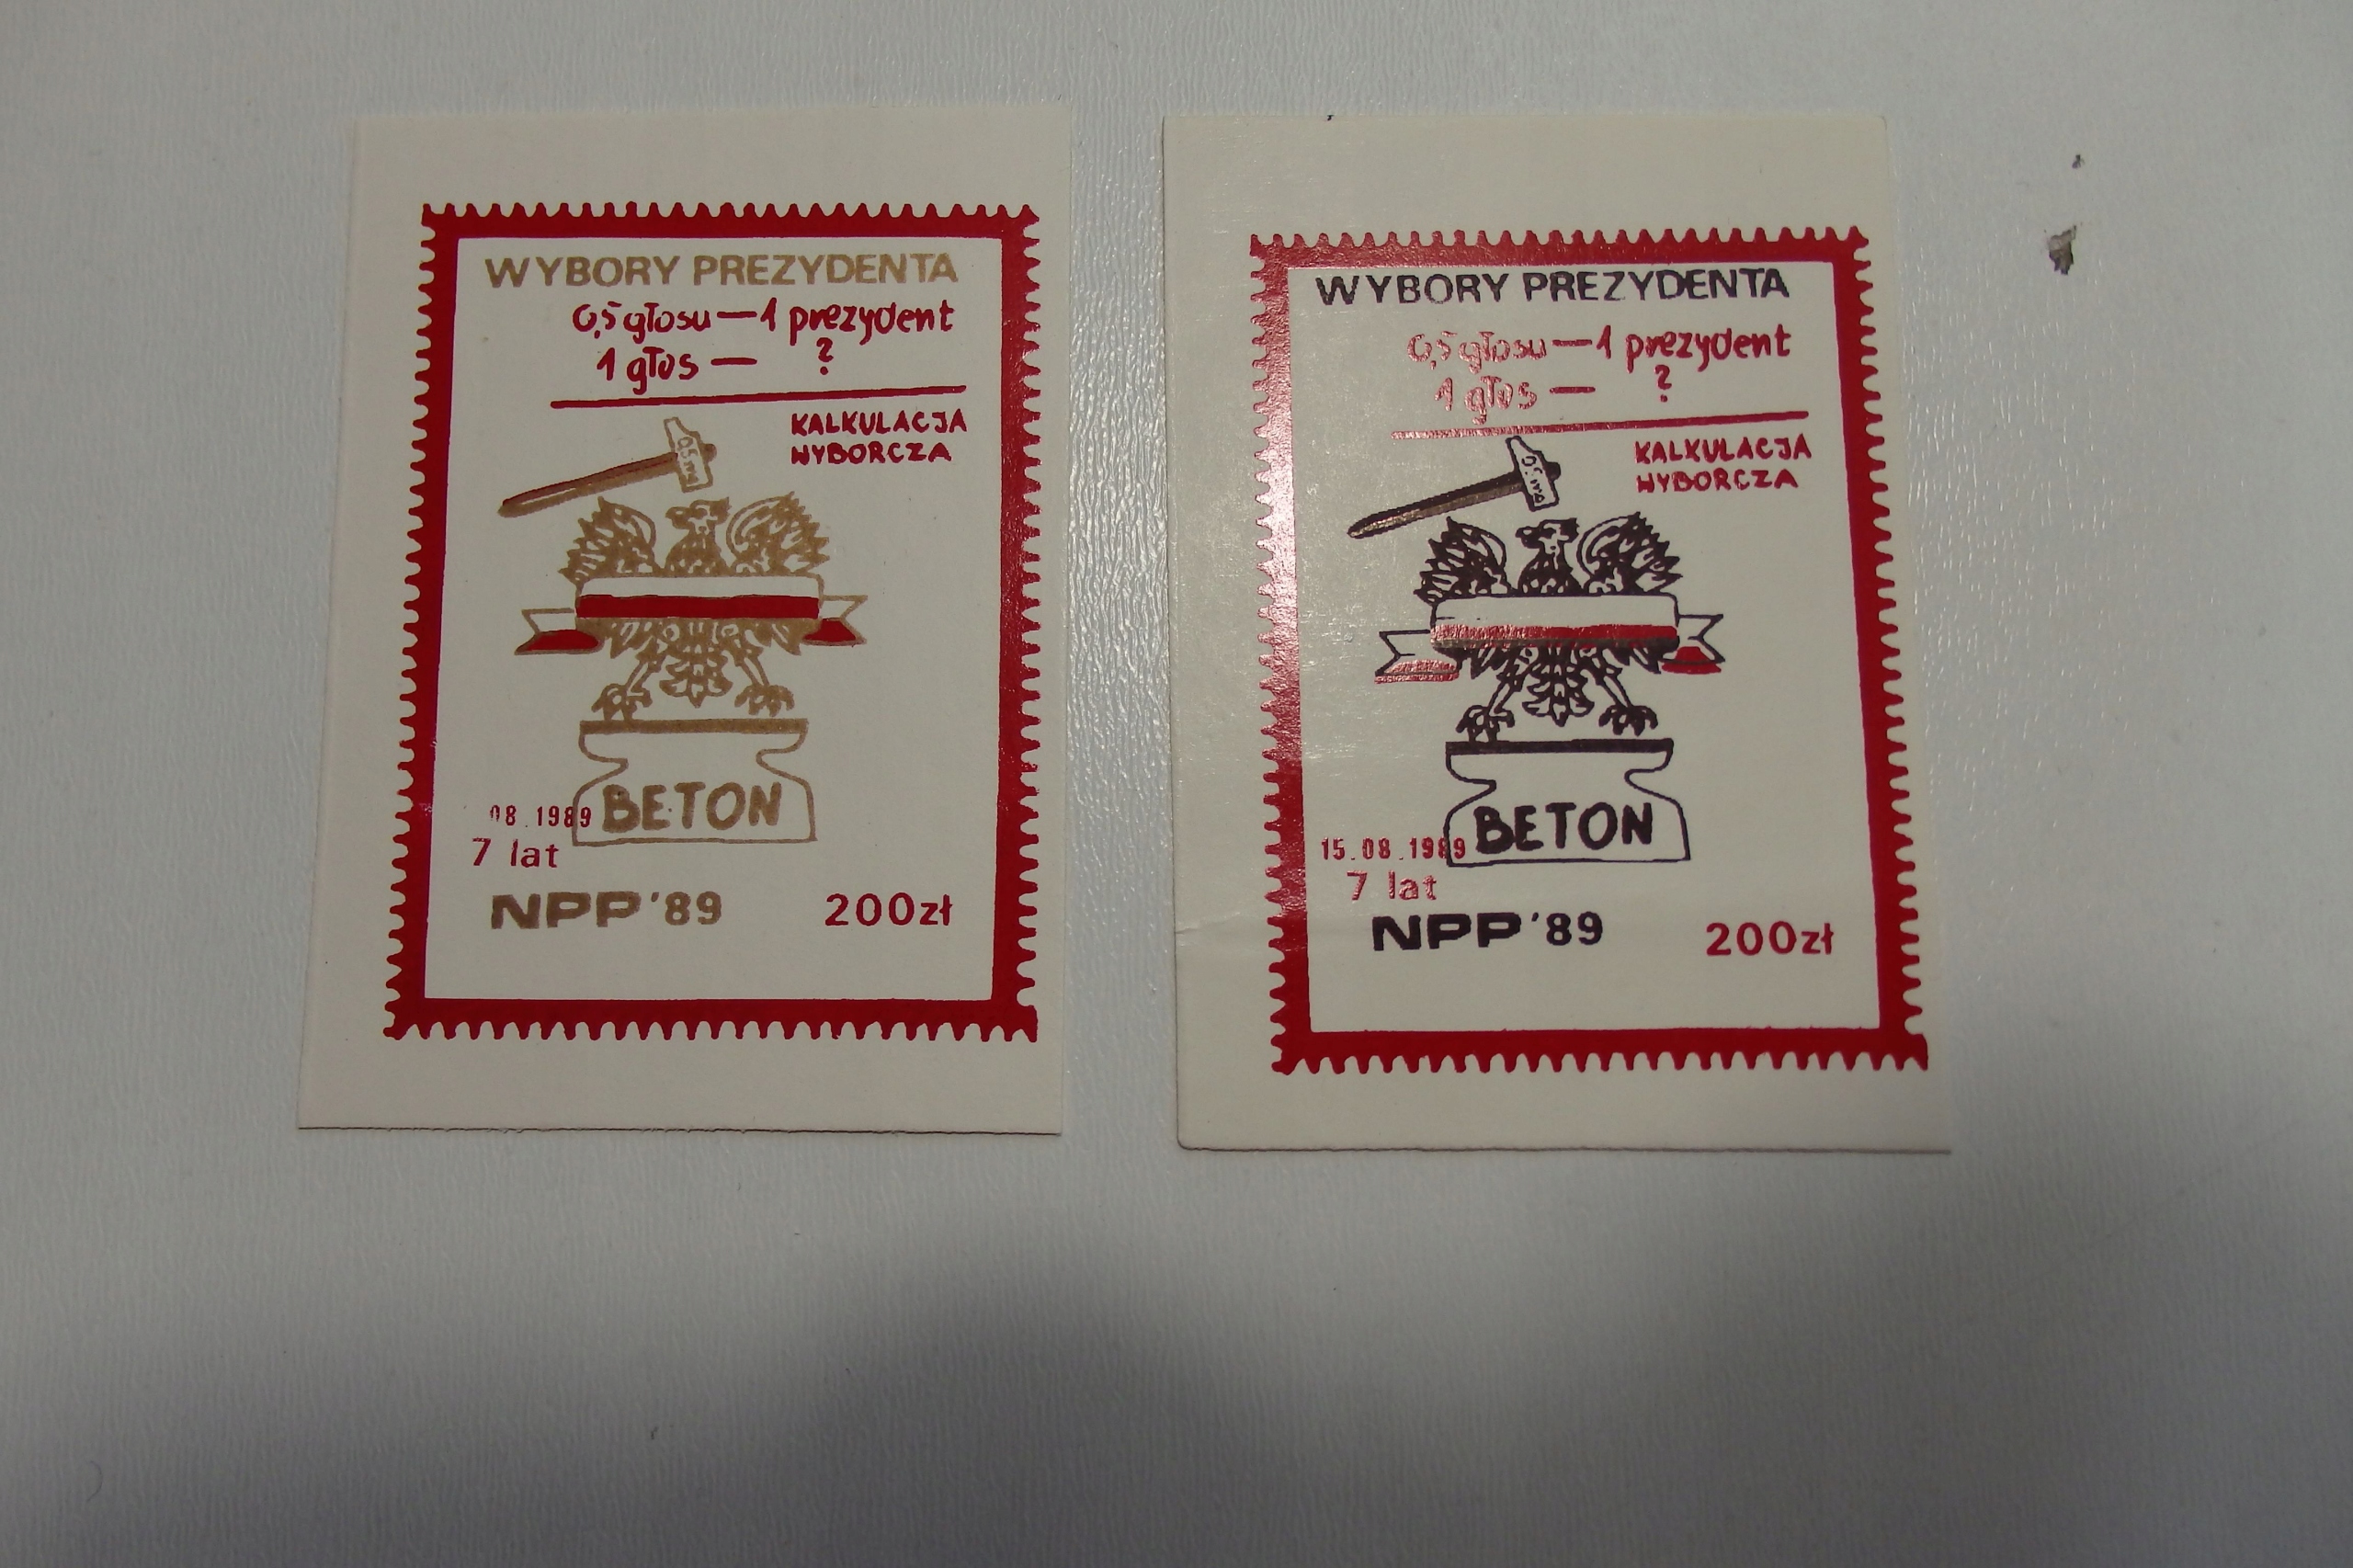 WYBORY PREZYDENTA
0,5 głosu — 1 prezydent
1 głos — ?
KALKULACJA
WYBORCZA
BETON
08.1989
7 lat
NPP '89
200zł
WYBORY PREZYDENTA
0,5 głosu — 1 prezydent
1 głos — ?
KALKULACJA
WYBORCZA
BETON
15.08.1989
7 lat
NPP '89
200zł